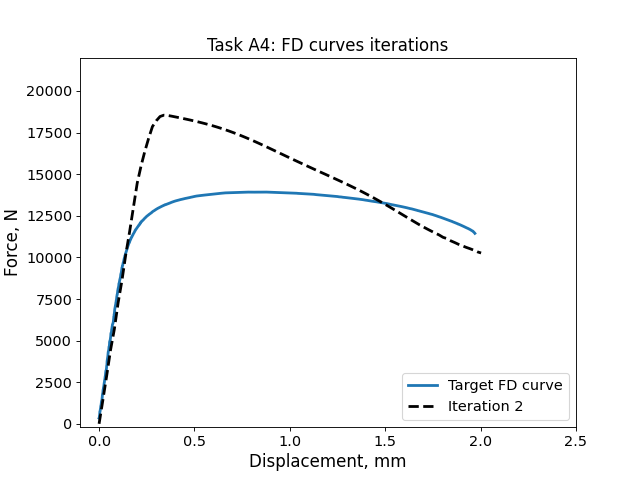 Task A4: FD curves iterations
20000
17500
15000
12500
10000
7500
5000
2500
0
Force, N
0.0 0.5 1.0 1.5 2.0 2.5
Displacement, mm
Target FD curve
Iteration 2